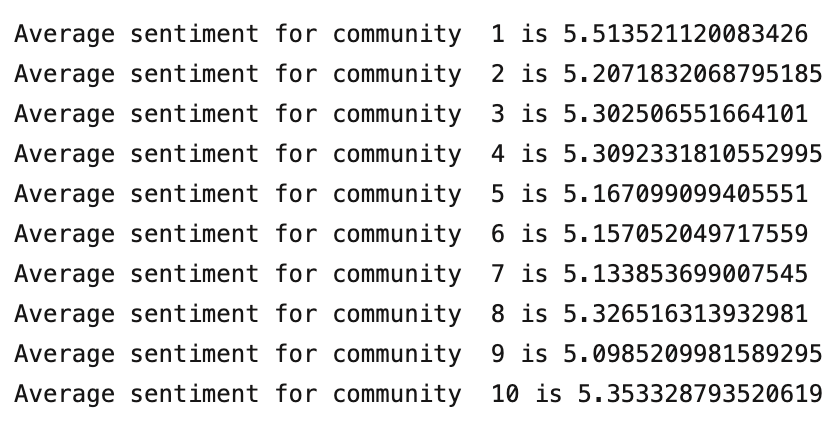 Average sentiment for community  1 is 5.513521120083426
Average sentiment for community  2 is 5.2071832068795185
Average sentiment for community  3 is 5.302506551664101
Average sentiment for community  4 is 5.3092331810552995
Average sentiment for community  5 is 5.167099099405551
Average sentiment for community  6 is 5.157052049717559
Average sentiment for community  7 is 5.133853699007545
Average sentiment for community  8 is 5.326516313932981
Average sentiment for community  9 is 5.0985209981589295
Average sentiment for community  10 is 5.353328793520619